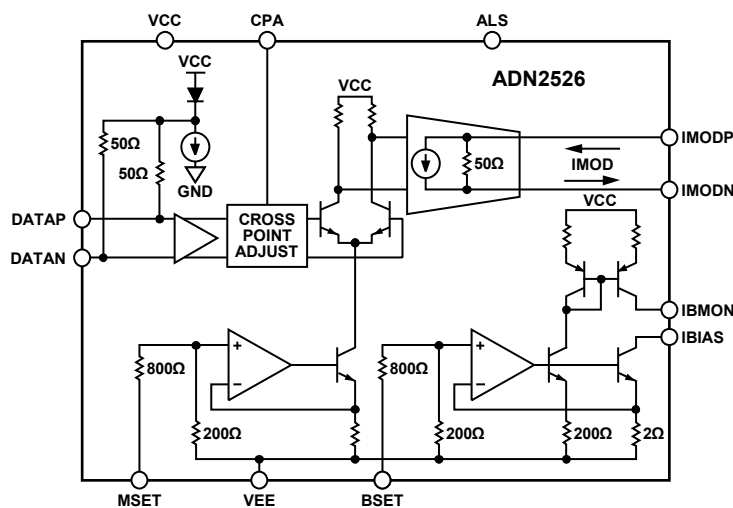 VCC CPA ALS
VCC VCC ADN2526
50Ω
50Ω
GND
50Ω
IMOD
IMODP
IMODN
VCC
DATAP
DATAN
CROSS
POINT
ADJUST
IBMON
IBIAS
800Ω + − 800Ω + −
200Ω 200Ω 200Ω 2Ω
MSET VEE BSET